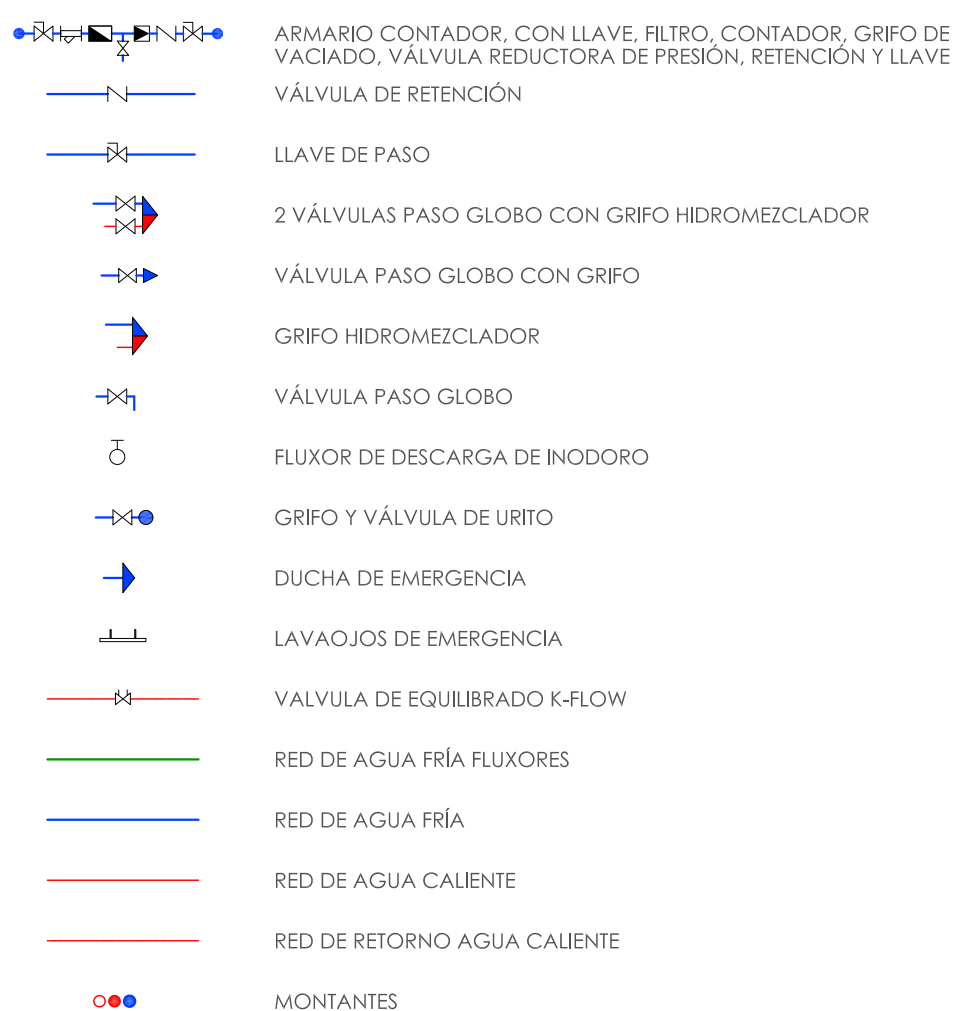 ARMARIO CONTADOR, CON LLAVE, FILTRO, CONTADOR, GRIFO DE
VACIADO, VÁLVULA REDUCTORA DE PRESIÓN, RETENCIÓN Y LLAVE
VÁLVULA DE RETENCIÓN
LLAVE DE PASO
2 VÁLVULAS PASO GLOBO CON GRIFO HIDROMEZCLADOR
VÁLVULA PASO GLOBO CON GRIFO
GRIFO HIDROMEZCLADOR
VÁLVULA PASO GLOBO
FLUXOR DE DESCARGA DE INODORO
GRIFO Y VÁLVULA DE URITO
DUCHA DE EMERGENCIA
LAVAOJOS DE EMERGENCIA
VALVULA DE EQUILIBRADO K-FLOW
RED DE AGUA FRÍA FLUXORES
RED DE AGUA FRÍA
RED DE AGUA CALIENTE
RED DE RETORNO AGUA CALIENTE
MONTANTES